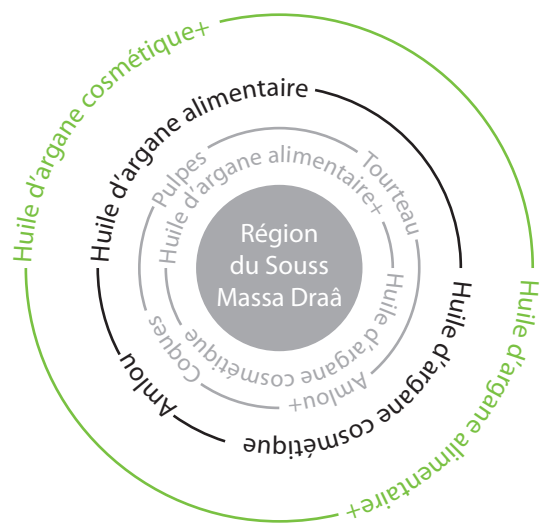 Huile d'argane cosmétique+
Huile d'argane alimentaire+
Huile d'argane alimentaire
Huile d'argane cosmétique
Amlou
Pulpes
Tourteau
Amlou+
Coques
Huile d'argane alimentaire+
Huile d'argane cosmétique
Région
du Souss
Massa Draâ